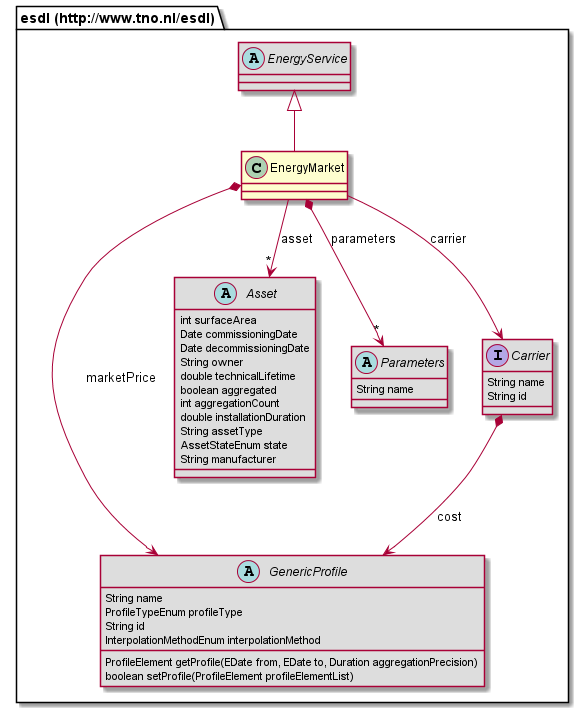 esdl (http://www.tno.nl/esdl)
A EnergyService
C EnergyMarket
asset
parameters
carrier
*
A Asset
int surfaceArea
Date commissioningDate
Date decommissioningDate
String owner
double technicalLifetime
boolean aggregated
int aggregationCount
double installationDuration
String assetType
AssetStateEnum state
String manufacturer
*
A Parameters
String name
I Carrier
String name
String id
marketPrice
cost
A GenericProfile
String name
ProfileTypeEnum profileType
String id
InterpolationMethodEnum interpolationMethod
ProfileElement getProfile(EDate from, EDate to, Duration aggregationPrecision)
boolean setProfile(ProfileElement profileElementList)